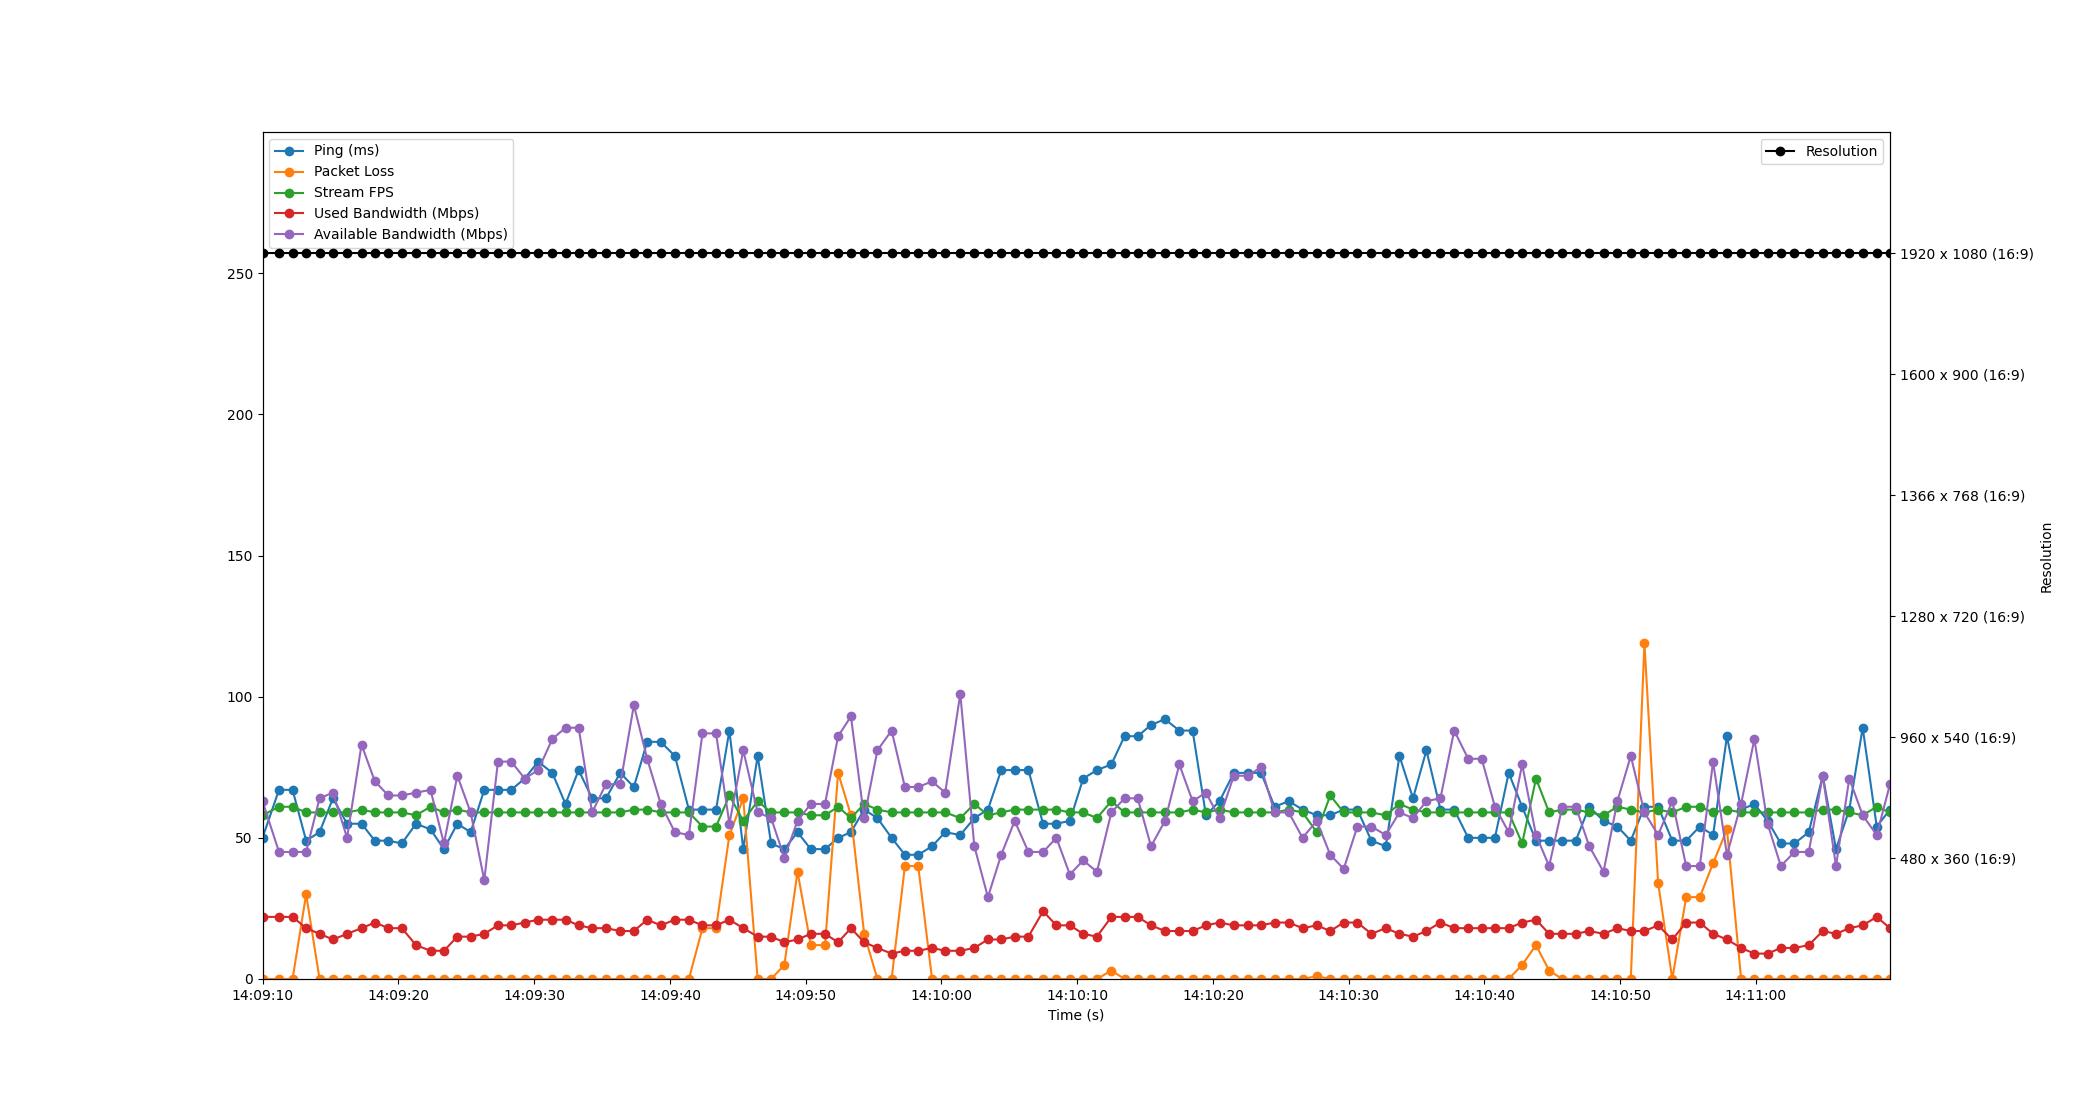 Ping (ms)
Packet Loss
Stream FPS
Used Bandwidth (Mbps)
Available Bandwidth (Mbps)
Resolution
250
200
150
100
50
0
1920 x 1080 (16:9)
1600 x 900 (16:9)
1366 x 768 (16:9)
1280 x 720 (16:9)
960 x 540 (16:9)
480 x 360 (16:9)
Resolution
14:09:10 14:09:20 14:09:30 14:09:40 14:09:50 14:10:00 14:10:10 14:10:20 14:10:30 14:10:40 14:10:50 14:11:00
Time (s)